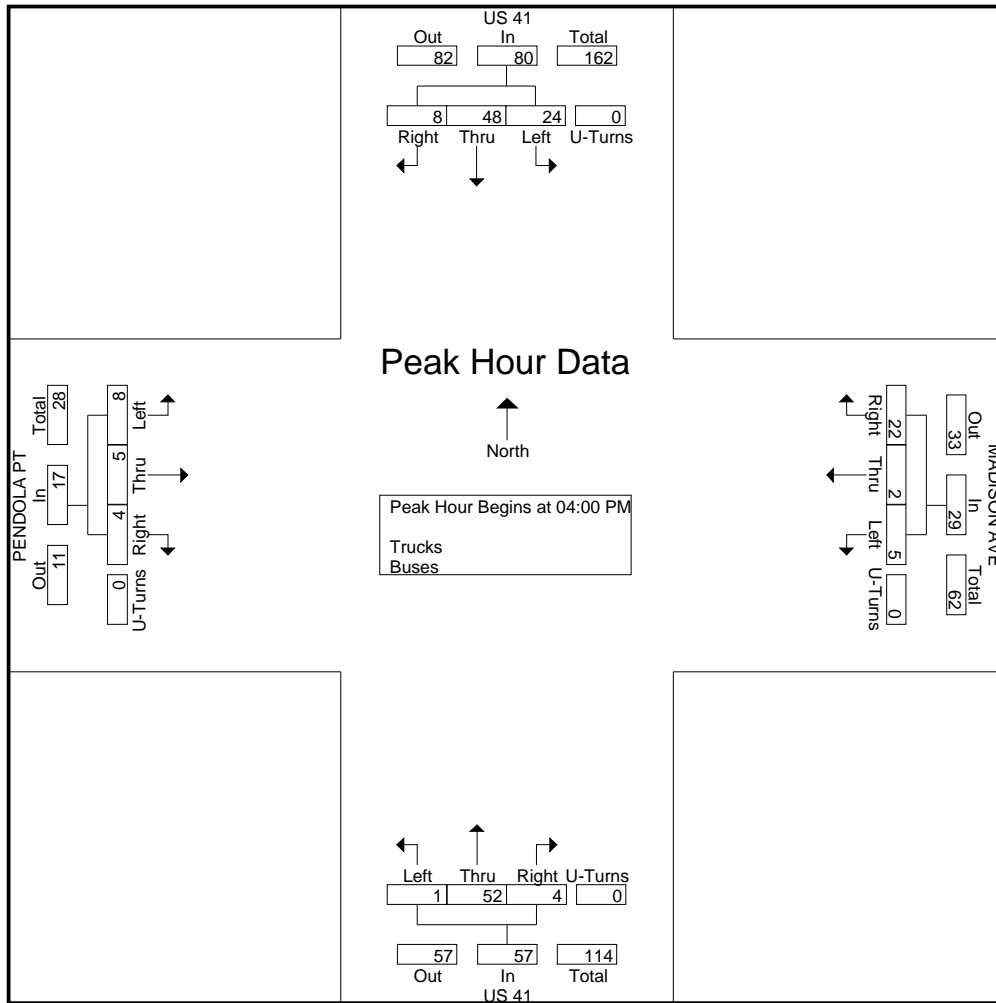 US 41
Out In Total
82 80 162
8 48 24 0
Right Thru Left U-Turns
Peak Hour Data
North
Peak Hour Begins at 04:00 PM
Trucks
Buses
PENDOLA PT
Total In Out
28 17 11
8 5 4 0
Left Thru Right U-Turns
Right Thru Left U-Turns
22 2 5 0
Out In Total
33 29 62
MADISON AVE
Left Thru Right U-Turns
1 52 4 0
57 57 114
Out In Total
US 41